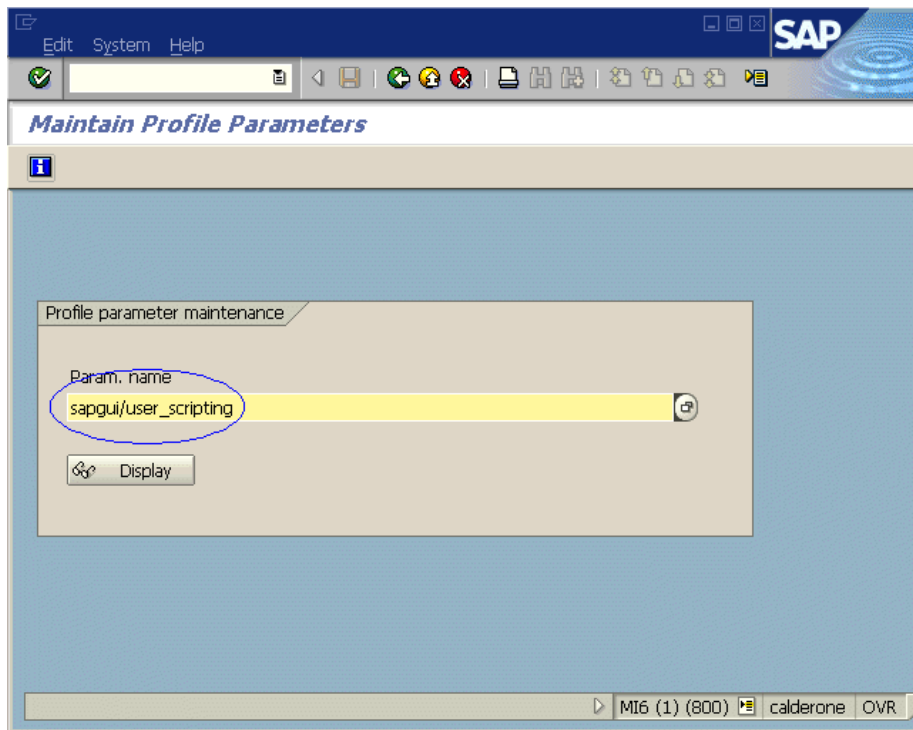 Edit System Help
SAP
Maintain Profile Parameters
Profile parameter maintenance
Param. name
sapgui/user_scripting
Display
MI6 (1) (800) calderone OVR